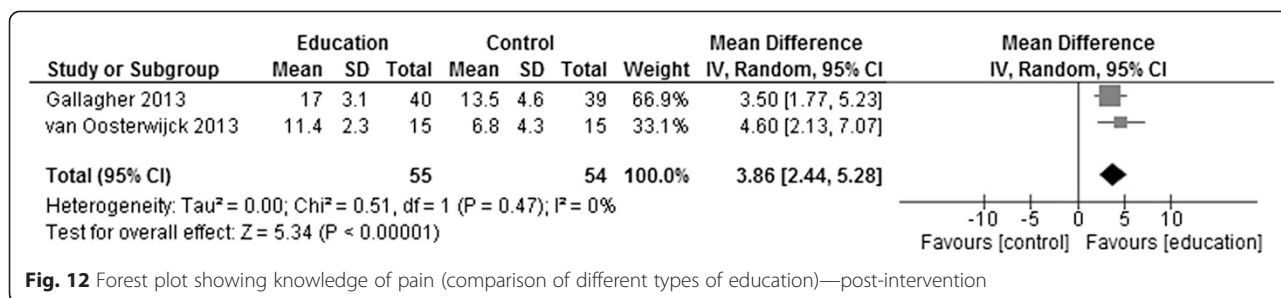 Education Control Mean Difference Mean Difference
Study or Subgroup Mean SD Total Mean SD Total Weight IV, Random, 95% CI IV, Random, 95% CI
Gallagher 2013 17 3.1 40 13.5 4.6 39 66.9% 3.50 [1.77, 5.23]
van Oosterwijck 2013 11.4 2.3 15 6.8 4.3 15 33.1% 4.60 [2.13, 7.07]
Total (95% CI) 55 54 100.0% 3.86 [2.44, 5.28]
Heterogeneity: Tau² = 0.00; Chi² = 0.51, df = 1 (P = 0.47); I² = 0%
Test for overall effect: Z = 5.34 (P < 0.00001)
-10 -5 0 5 10
Favours [control] Favours [education]
Fig. 12 Forest plot showing knowledge of pain (comparison of different types of education)—post-intervention